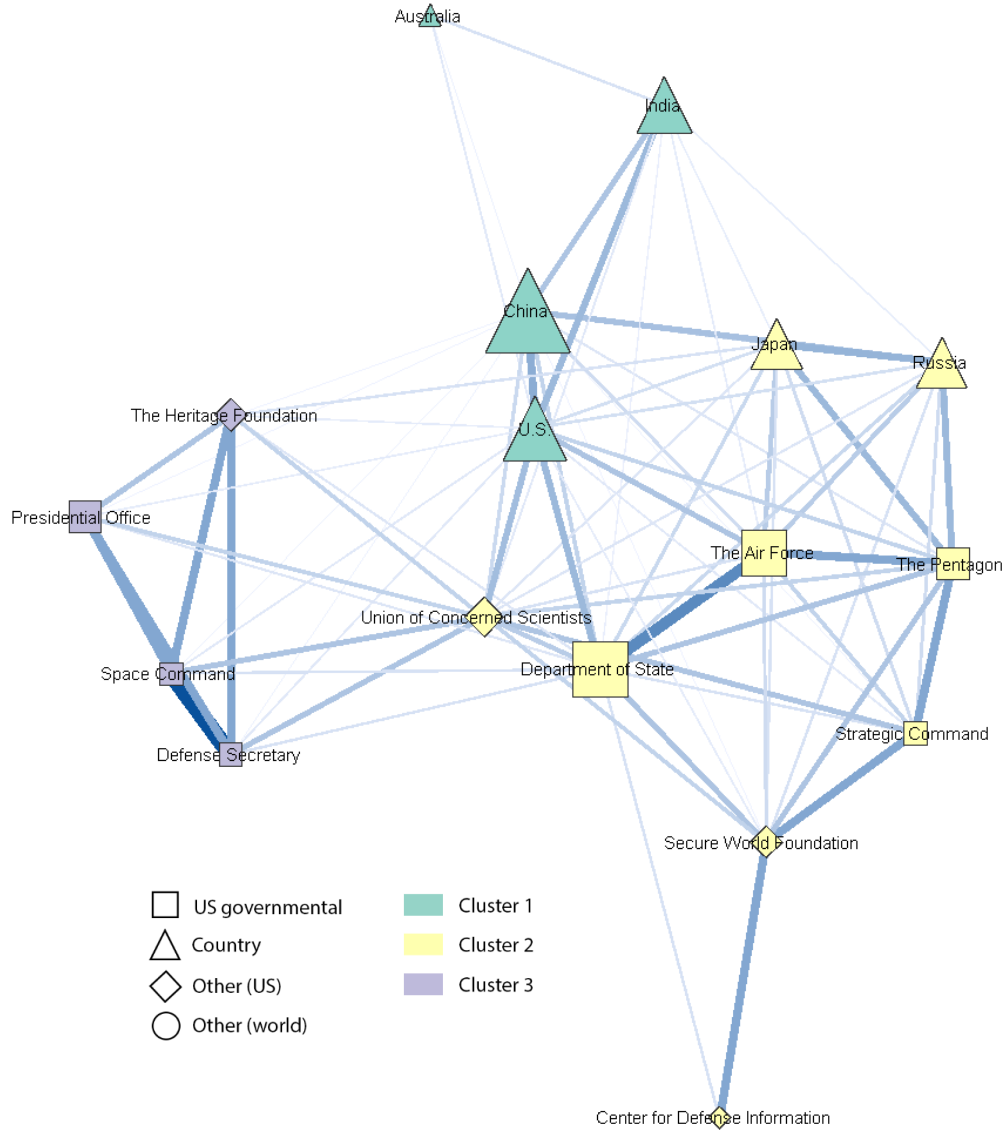 Australia
India
China
Japan
Russia
The Heritage Foundation
U.S.
Presidential Office
The Air Force
The Pentagon
Union of Concerned Scientists
Space Command
Department of State
Strategic Command
Defense Secretary
Secure World Foundation
US governmental
Cluster 1
Country
Cluster 2
Other (US)
Cluster 3
Other (world)
Center for Defense Information